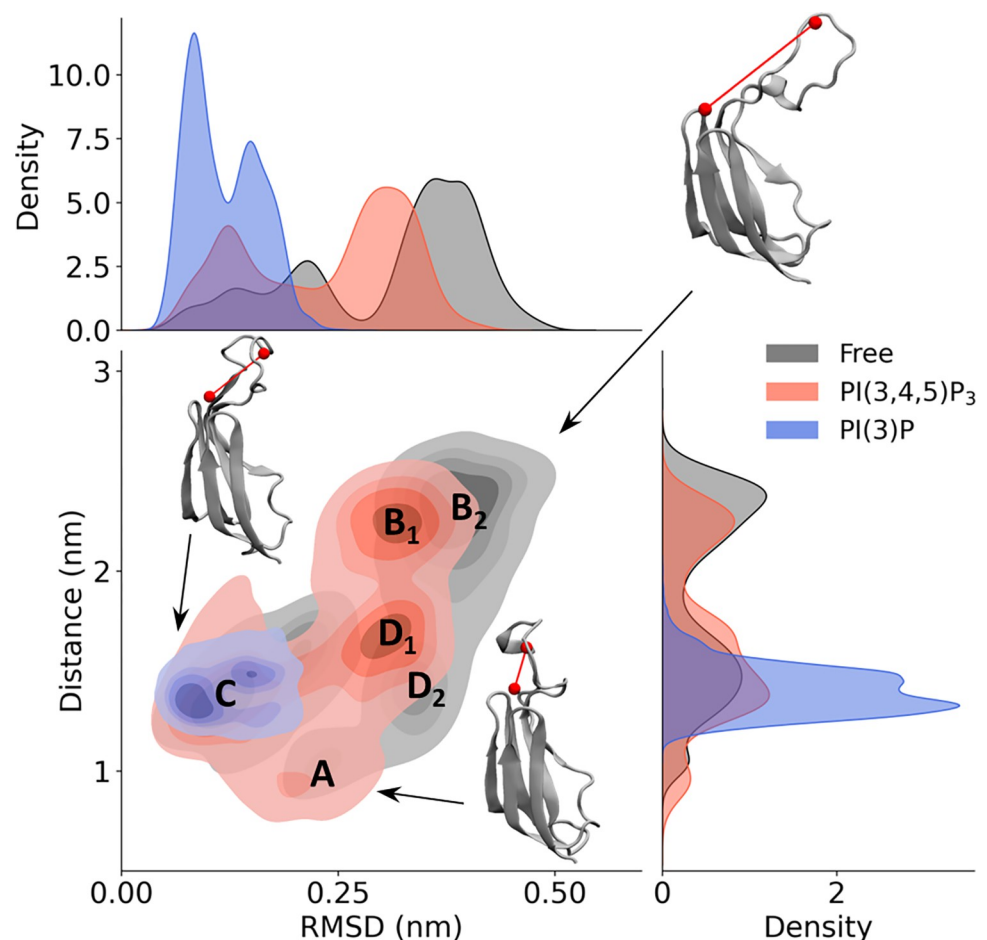 Density
10.0
7.5
5.0
2.5
0.0
Free
PI(3,4,5)P₃
PI(3)P
Distance (nm)
3
2
1
B₁
B₂
D₁
D₂
C
A
0.00
0.25
0.50
RMSD (nm)
0
2
Density